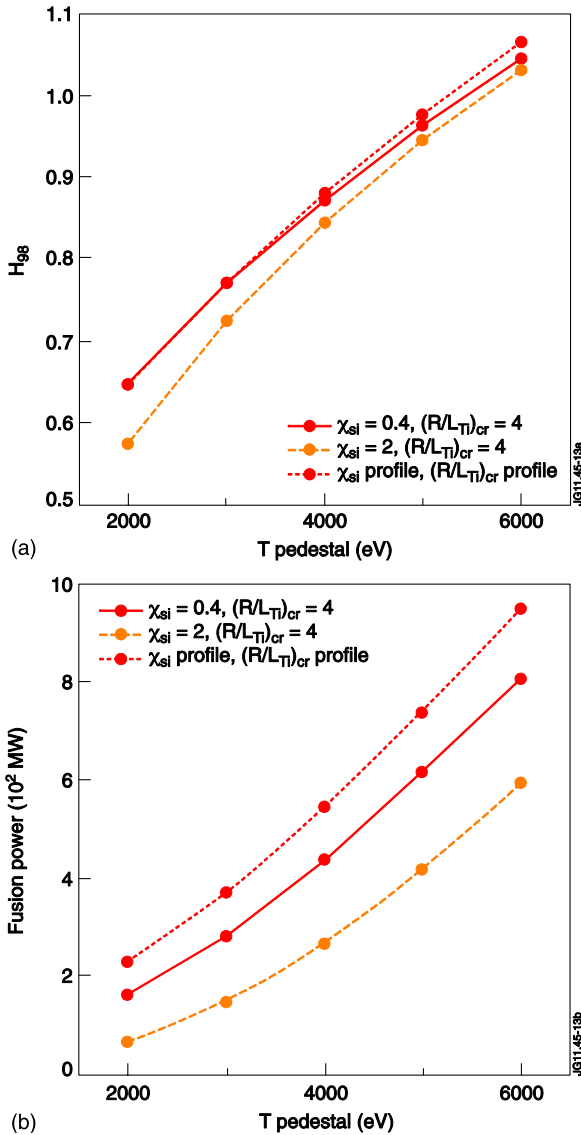 1.1
1.0
0.9
0.8
0.7
0.6
0.5
H98
χsi = 0.4, (R/LTi)cr = 4
χsi = 2, (R/LTi)cr = 4
χsi profile, (R/LTi)cr profile
2000 4000 6000
T pedestal (eV)
(a)
JG11.45-13a
10
8
6
4
2
0
Fusion power (10² MW)
χsi = 0.4, (R/LTi)cr = 4
χsi = 2, (R/LTi)cr = 4
χsi profile, (R/LTi)cr profile
2000 4000 6000
T pedestal (eV)
(b)
JG11.45-13b